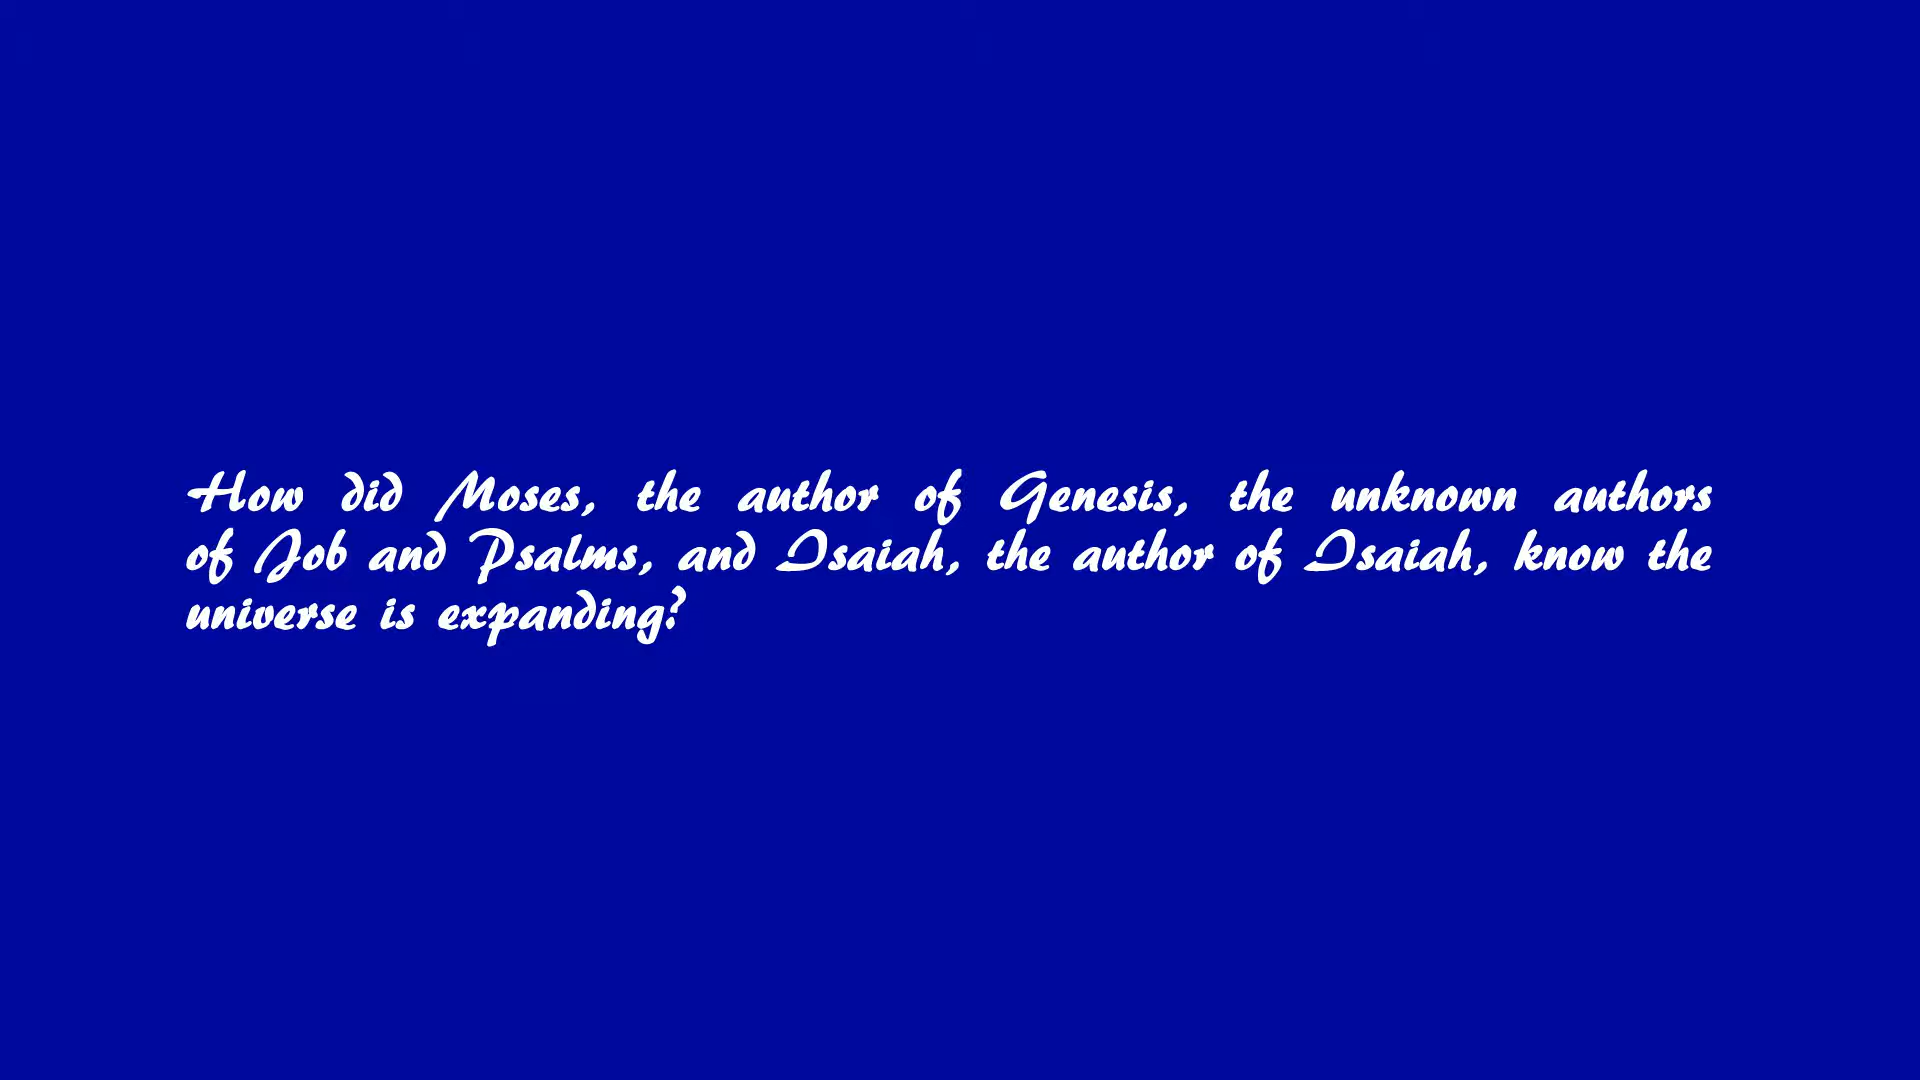 How did Moses, the author of Genesis, the unknown authors
of Job and Psalms, and Isaiah, the author of Isaiah, know the
universe is expanding?